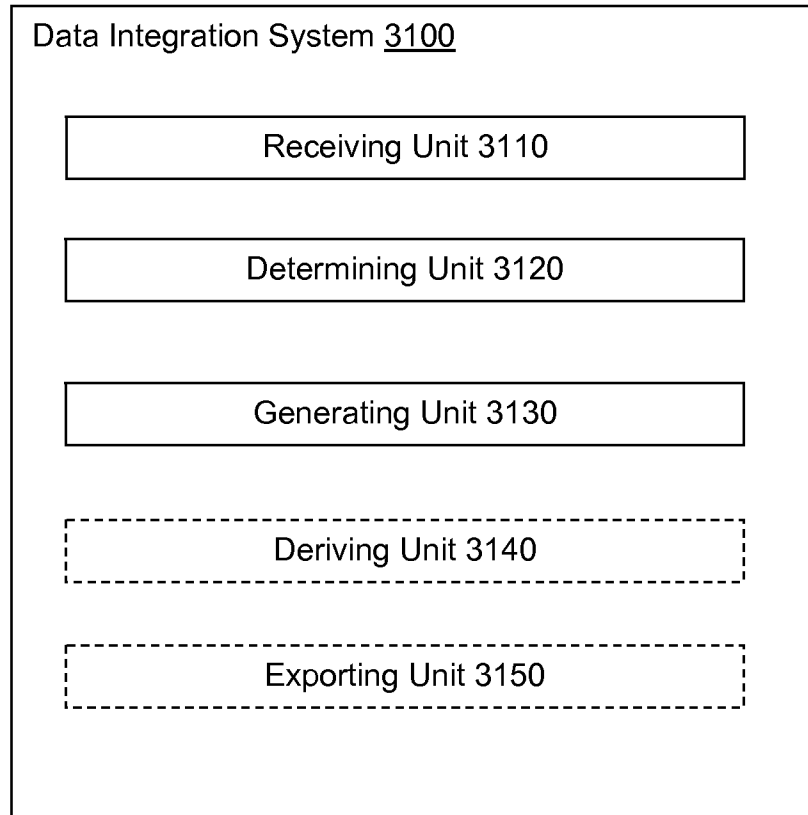 Data Integration System 3100
Receiving Unit 3110
Determining Unit 3120
Generating Unit 3130
Deriving Unit 3140
Exporting Unit 3150